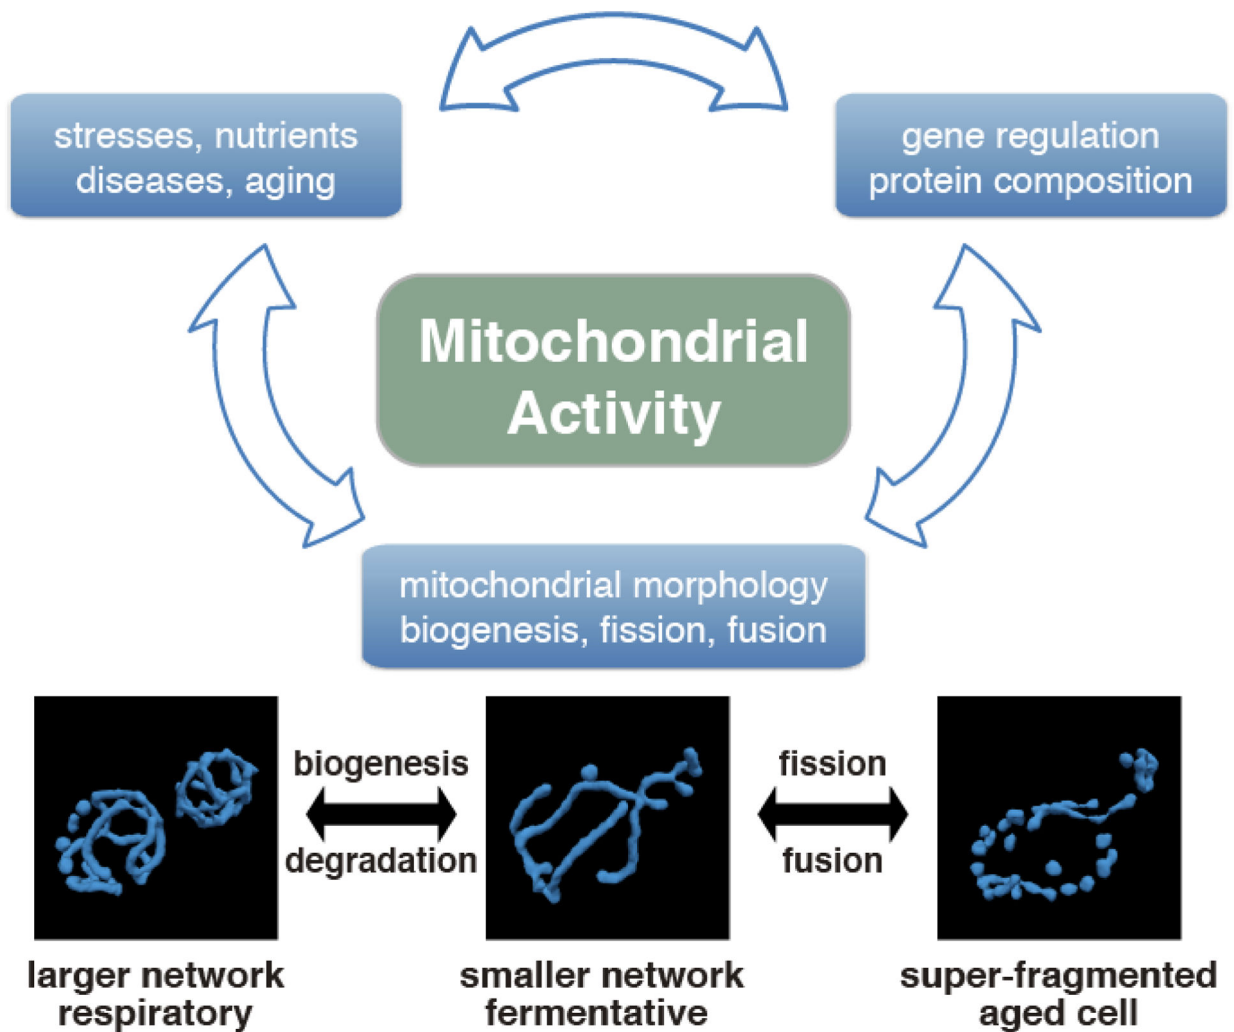 stresses, nutrients
diseases, aging
gene regulation
protein composition
Mitochondrial
Activity
mitochondrial morphology
biogenesis, fission, fusion
biogenesis
degradation
fission
fusion
larger network
respiratory
smaller network
fermentative
super-fragmented
aged cell